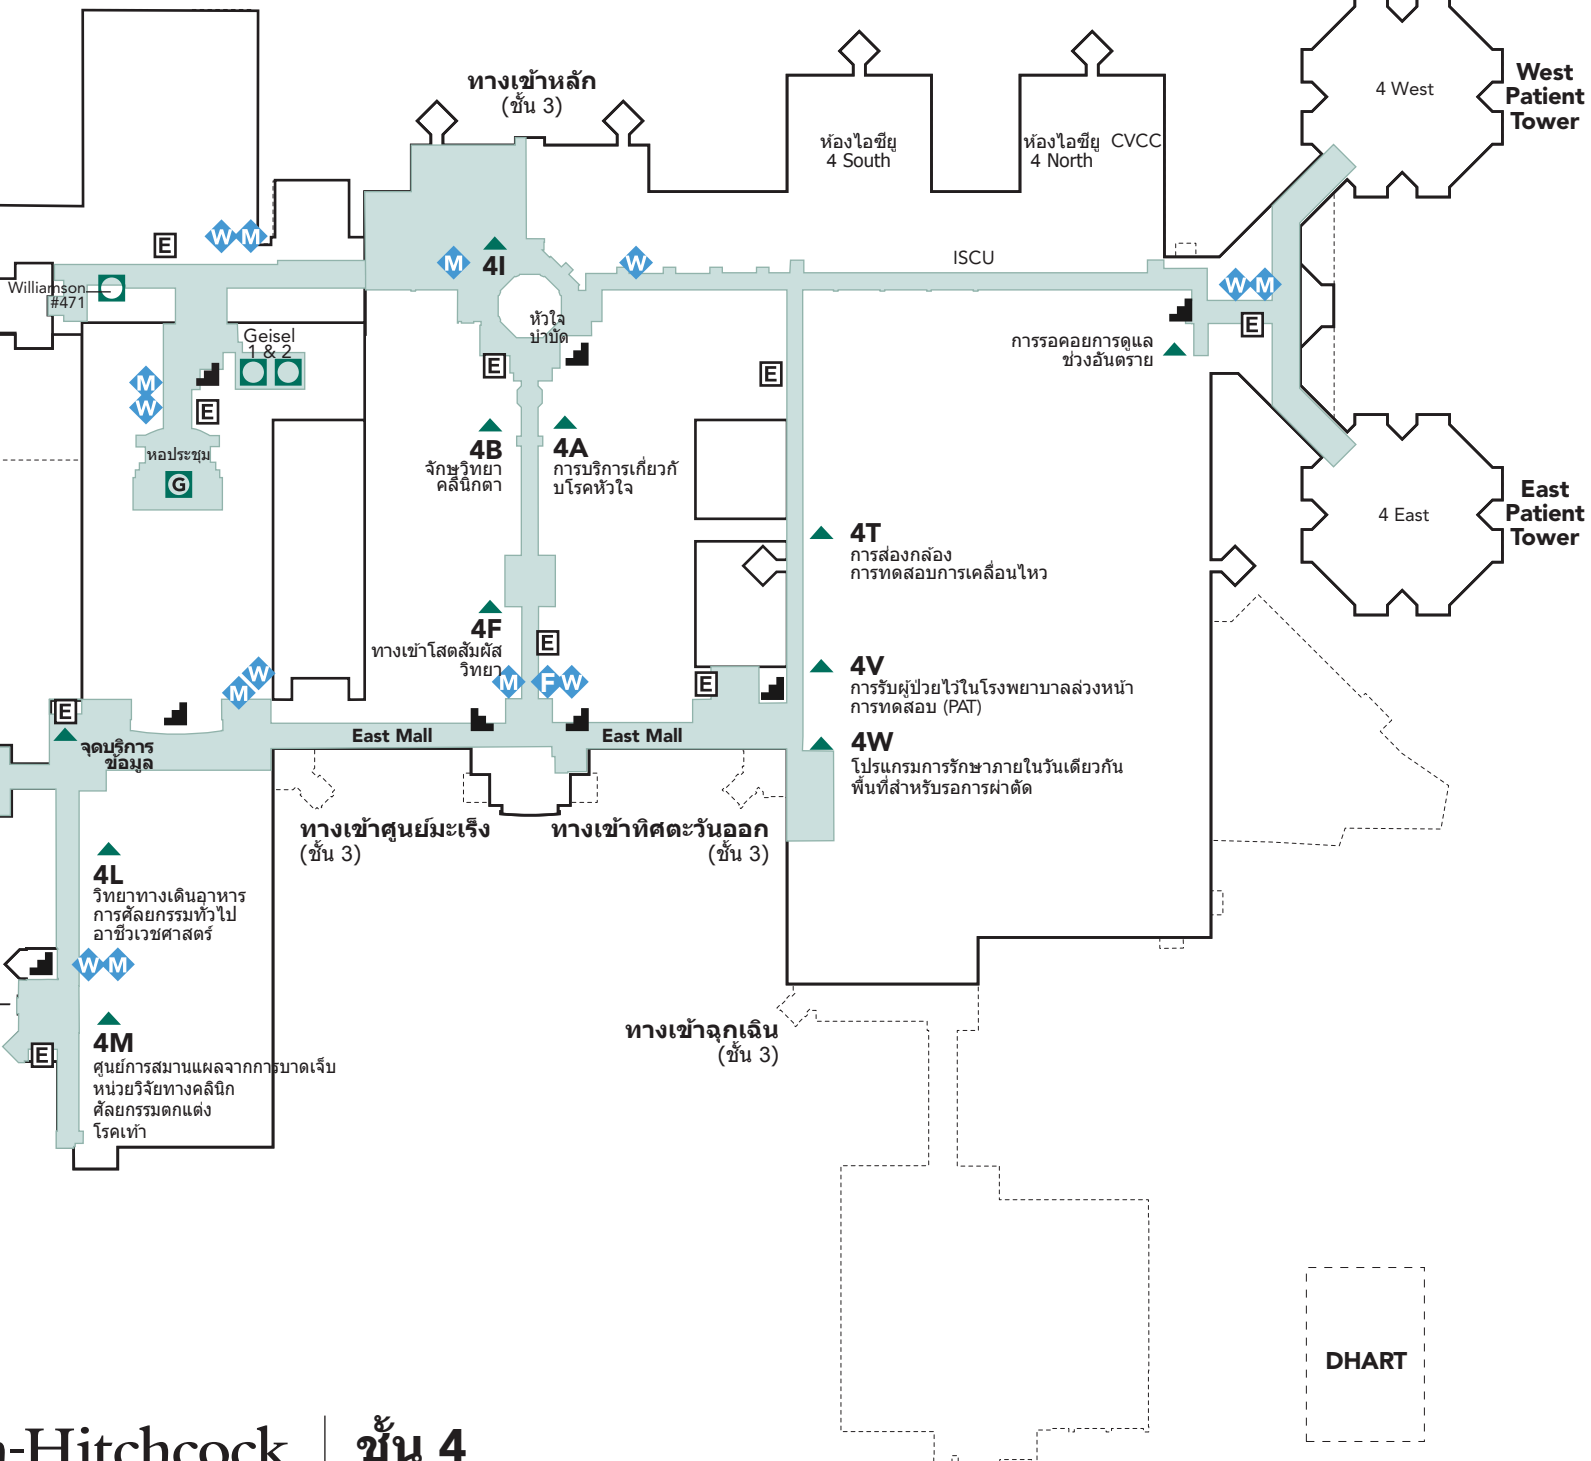 ทางเข้าหลัก
(ชั้น 3)
4 West
West
Patient
Tower
ห้องไอซียู
4 South
ห้องไอซียู
4 North
CVCC
E
W
M
M
4I
W
ISCU
Williamson
#471
W
M
E
Geisel
1 & 2
หัวใจ
บำบัด
การรอคอยการดูแล
ช่วงอันตราย
M
W
E
E
E
หอประชุม
G
4B
จักษุวิทยา
คลินิกตา
4A
การบริการเกี่ยวกั
บโรคหัวใจ
4 East
East
Patient
Tower
4T
การส่องกล้อง
การทดสอบการเคลื่อนไหว
4F
ทางเข้าโสตสัมผัส
วิทยา
E
M
F
W
W
M
E
E
4V
การรับผู้ป่วยไว้ในโรงพยาบาลล่วงหน้า
การทดสอบ (PAT)
จุดบริการ
ข้อมูล
East Mall
East Mall
4W
โปรแกรมการรักษาภายในวันเดียวกัน
พื้นที่สำหรับรอการผ่าตัด
ทางเข้าศูนย์มะเร็ง
(ชั้น 3)
ทางเข้าทิศตะวันออก
(ชั้น 3)
4L
วิทยาทางเดินอาหาร
การศัลยกรรมทั่วไป
อาชีวเวชศาสตร์
W
M
4M
ศูนย์การสมานแผลจากการบาดเจ็บ
หน่วยวิจัยทางคลินิก
ศัลยกรรมตกแต่ง
โรคเท้า
E
ทางเข้าฉุกเฉิน
(ชั้น 3)
DHART
-Hitchcock
ชั้น 4